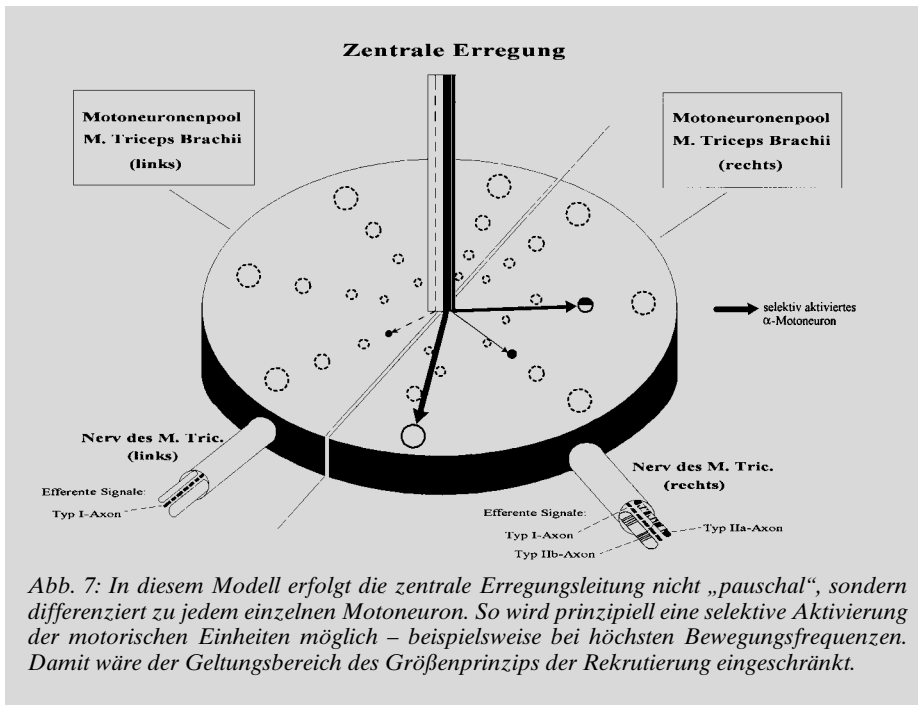 Zentrale Erregung
Motoneuronenpool
M. Triceps Brachii
(links)
Motoneuronenpool
M. Triceps Brachii
(rechts)
selektiv aktiviertes
α-Motoneuron
Nerv des M. Tric.
(links)
Efferente Signale:
Typ I-Axon
Nerv des M. Tric.
(rechts)
Efferente Signale:
Typ I-Axon
Typ IIa-Axon
Typ IIb-Axon
Abb. 7: In diesem Modell erfolgt die zentrale Erregungsleitung nicht „pauschal“, sondern
differenziert zu jedem einzelnen Motoneuron. So wird prinzipiell eine selektive Aktivierung
der motorischen Einheiten möglich – beispielsweise bei höchsten Bewegungsfrequenzen.
Damit wäre der Geltungsbereich des Größenprinzips der Rekrutierung eingeschränkt.